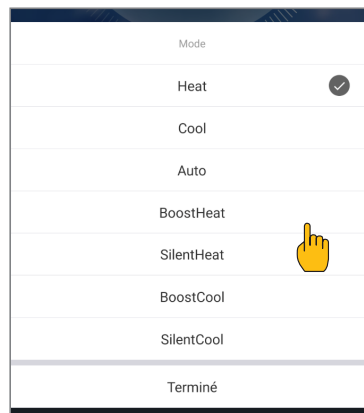 Mode
Heat
Cool
Auto
BoostHeat
SilentHeat
BoostCool
SilentCool
Terminé